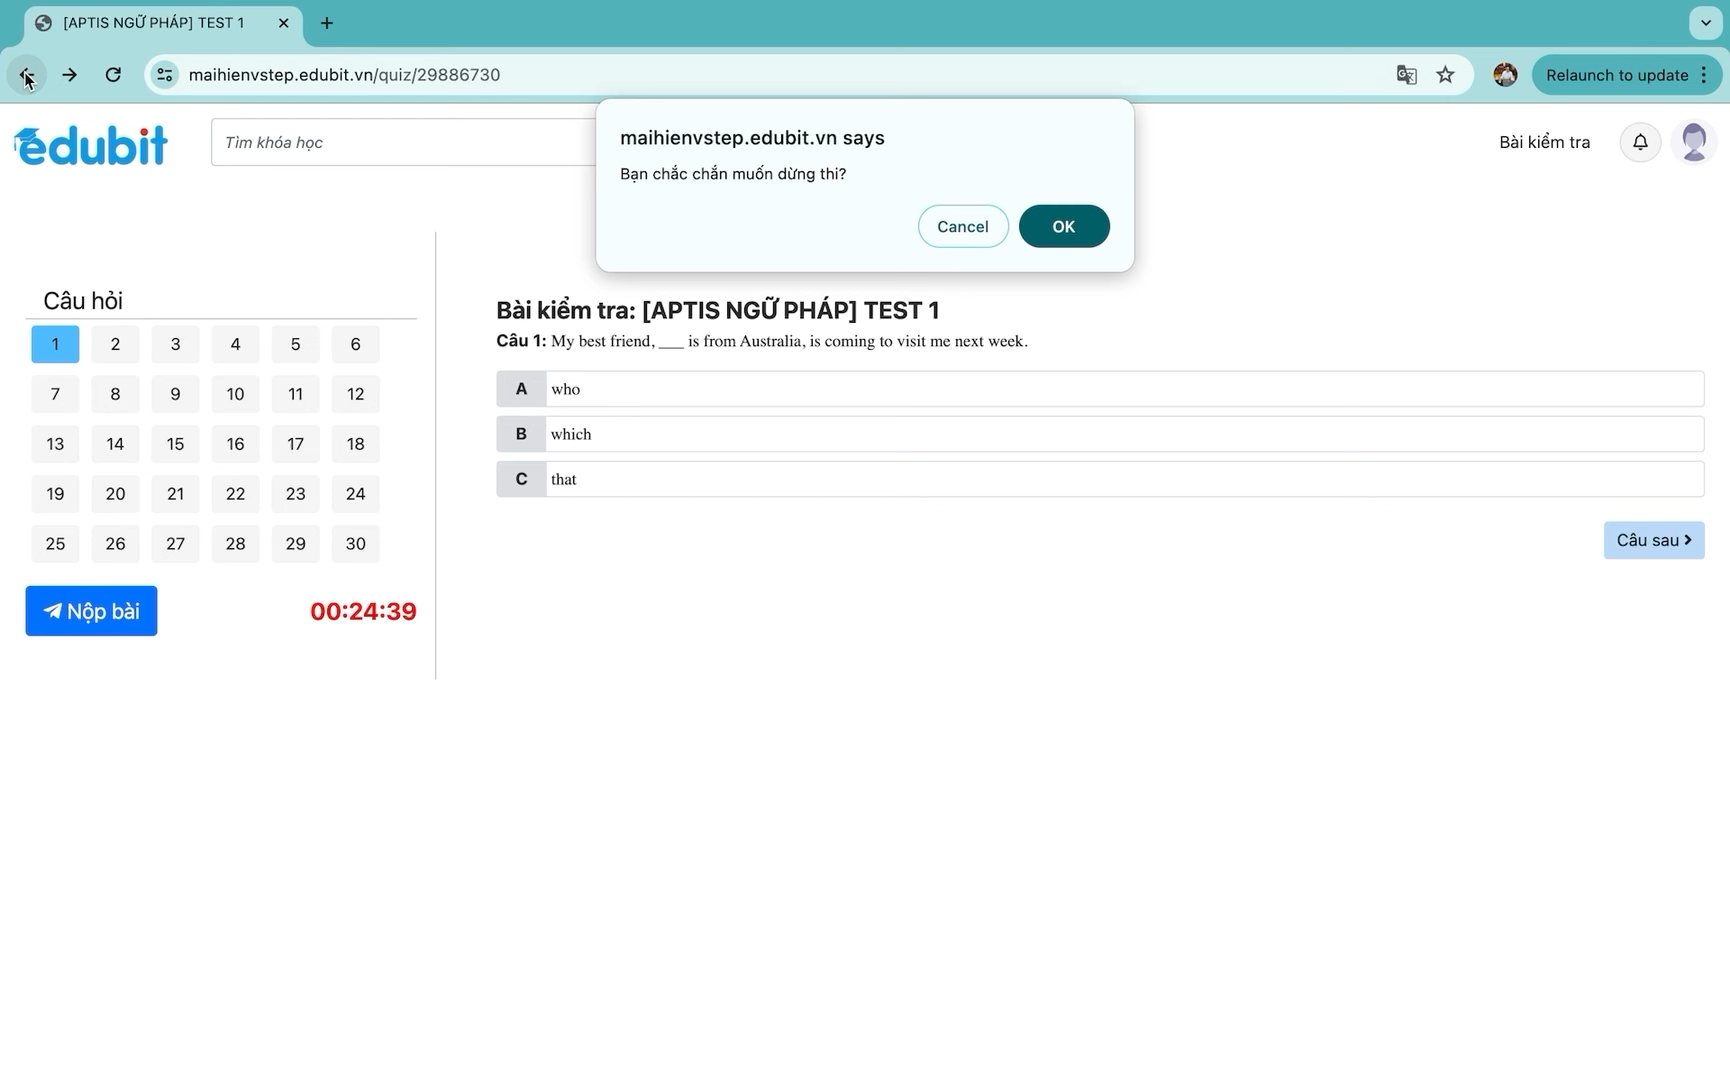 [APTIS NGỮ PHÁP] TEST 1
maihienvstep.edubit.vn/quiz/29886730
Relaunch to update
edubit
Tìm khóa học
Bài kiểm tra
maihienvstep.edubit.vn says
Bạn chắc chắn muốn dừng thi?
Cancel
OK
Câu hỏi
1 2 3 4 5 6
7 8 9 10 11 12
13 14 15 16 17 18
19 20 21 22 23 24
25 26 27 28 29 30
Nộp bài
00:24:39
Bài kiểm tra: [APTIS NGỮ PHÁP] TEST 1
Câu 1: My best friend, ___ is from Australia, is coming to visit me next week.
A who
B which
C that
Câu sau